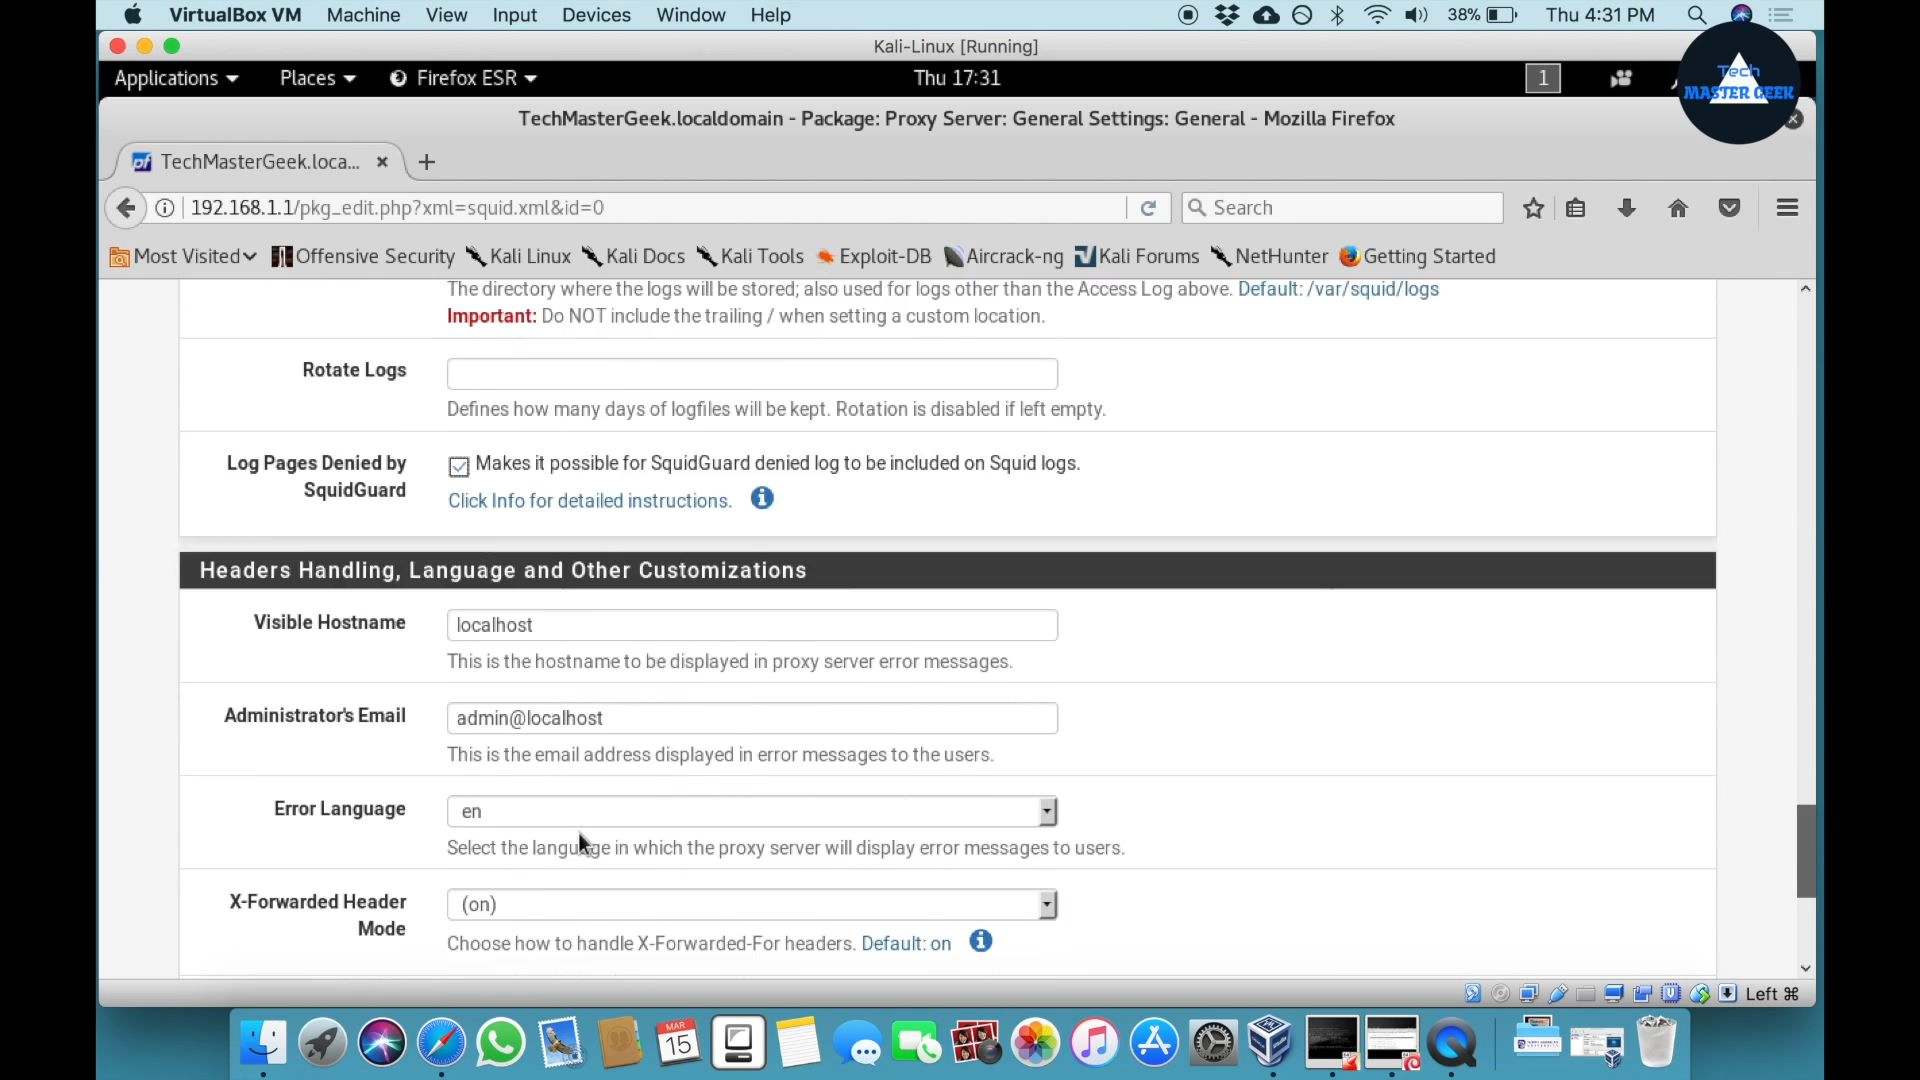 VirtualBox VM Machine View Input Devices Window Help 38% Thu 4:31 PM
Kali-Linux [Running]
Applications Places Firefox ESR Thu 17:31 1
Tech
MASTER GEEK
TechMasterGeek.localdomain - Package: Proxy Server: General Settings: General - Mozilla Firefox
pf TechMasterGeek.loca...
192.168.1.1/pkg_edit.php?xml=squid.xml&id=0 Search
Most Visited Offensive Security Kali Linux Kali Docs Kali Tools Exploit-DB Aircrack-ng Kali Forums NetHunter Getting Started
The directory where the logs will be stored; also used for logs other than the Access Log above. Default: /var/squid/logs
Important: Do NOT include the trailing / when setting a custom location.
Rotate Logs
Defines how many days of logfiles will be kept. Rotation is disabled if left empty.
Log Pages Denied by
SquidGuard
Makes it possible for SquidGuard denied log to be included on Squid logs.
Click Info for detailed instructions.
Headers Handling, Language and Other Customizations
Visible Hostname
localhost
This is the hostname to be displayed in proxy server error messages.
Administrator's Email
admin@localhost
This is the email address displayed in error messages to the users.
Error Language
en
Select the language in which the proxy server will display error messages to users.
X-Forwarded Header
Mode
(on)
Choose how to handle X-Forwarded-For headers. Default: on
Left ⌘
MAR
15